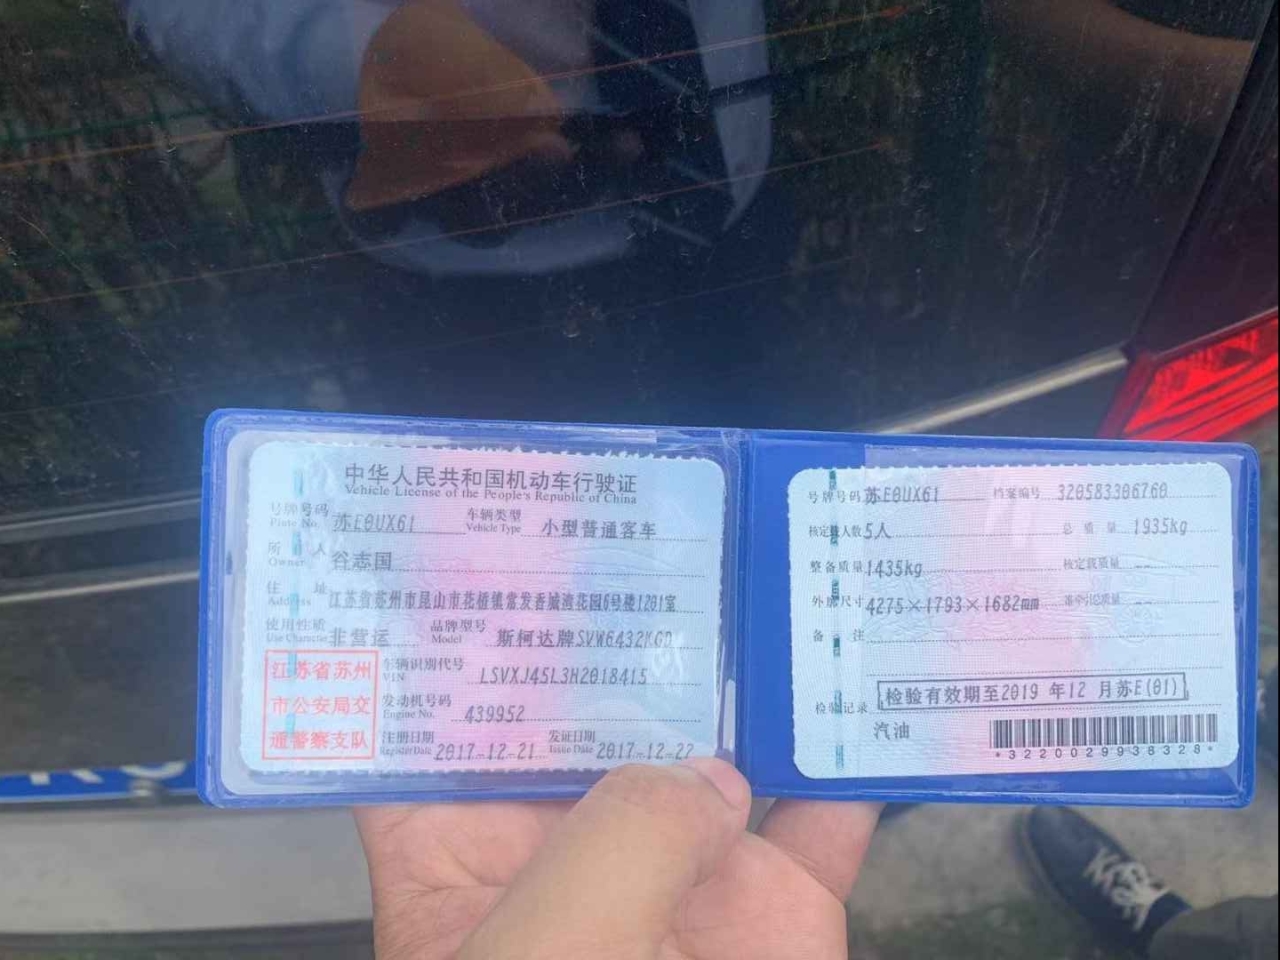 中华人民共和国机动车行驶证
Vehicle License of the People's Republic of China
号牌号码 苏E0UX61 车辆类型 小型普通客车
Plate No. Vehicle Type
所有人 谷志国
Owner
住址 江苏省苏州市昆山市花桥镇常发香城湾花园6号楼1201室
Address
使用性质 非营运 品牌型号 斯柯达牌SVW6432KGD
Use Character Model
江苏省苏州
市公安局交
通警察支队
车辆识别代号 LSVXJ45L3H2018415
VIN
发动机号码 439952
Engine No.
注册日期 2017-12-21 发证日期 2017-12-22
Register Date Issue Date
号牌号码 苏E0UX61 档案编号 320583306760
核定载人数 5人 总质量 1935kg
整备质量 1435kg 核定载质量 --
外廓尺寸 4275×1793×1682mm 准牵引总质量 --
备注
检验记录 检验有效期至2019 年12 月苏E(01)
汽油
*3220029938328*